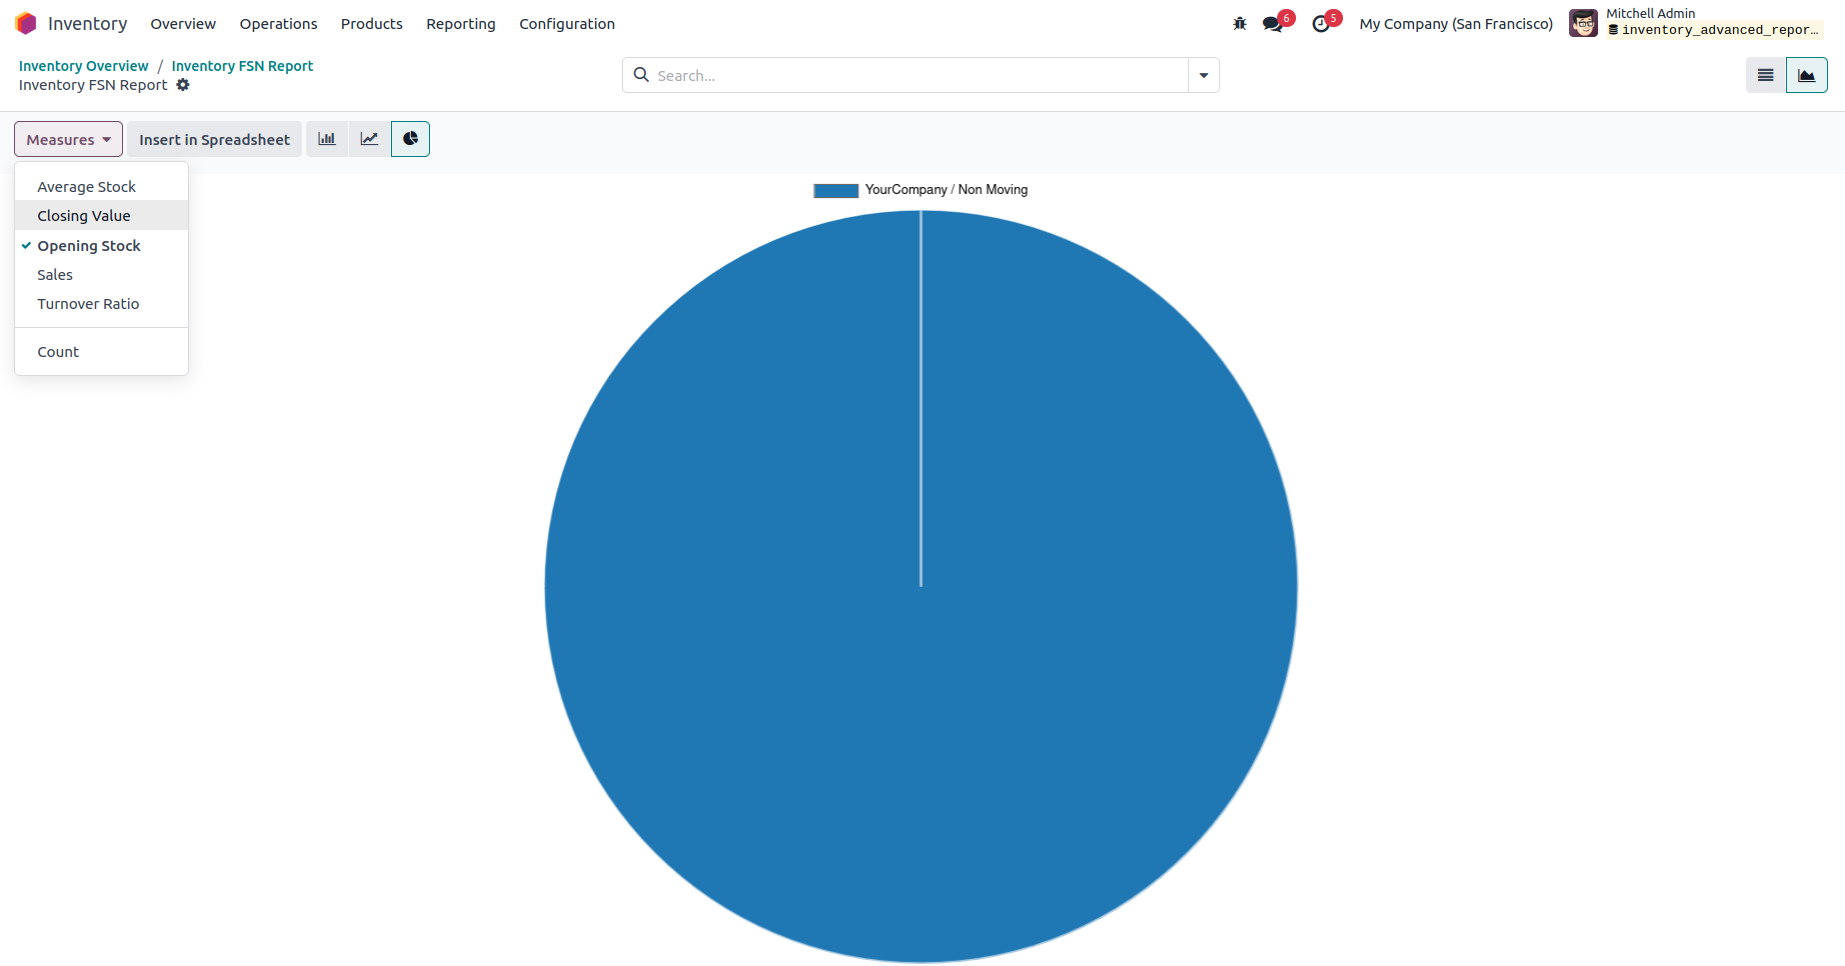 Inventory Overview Operations Products Reporting Configuration 6 5 My Company (San Francisco) Mitchell Admin
inventory_advanced_repor...
Inventory Overview / Inventory FSN Report
Inventory FSN Report
Search...
Measures Insert in Spreadsheet
Average Stock
Closing Value
Opening Stock
Sales
Turnover Ratio
Count
YourCompany / Non Moving